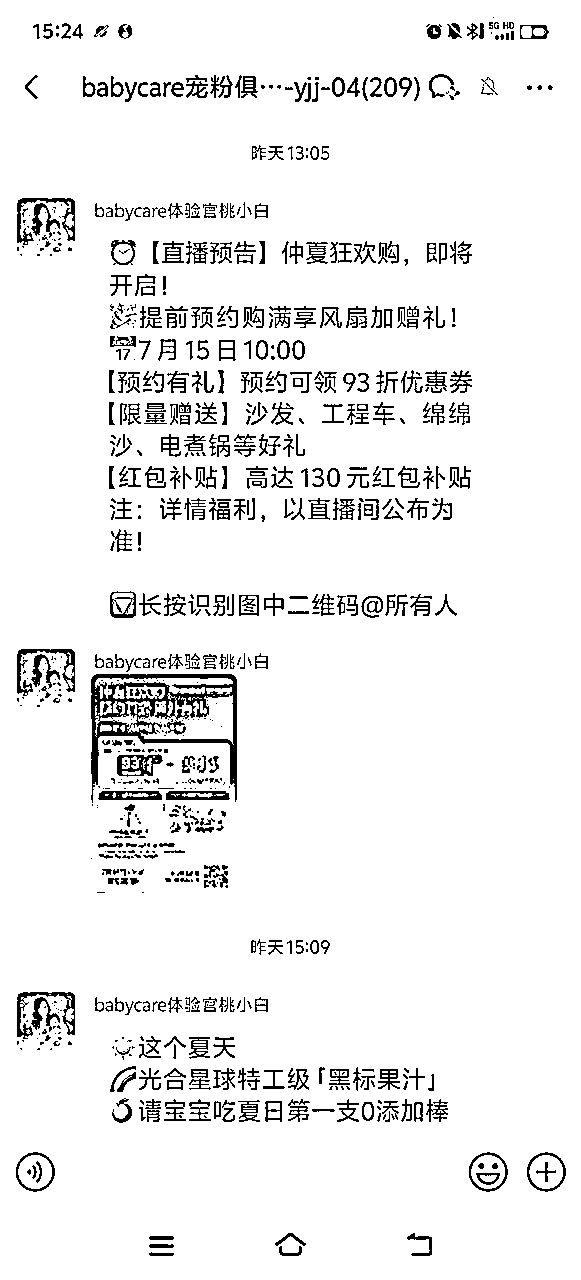 15:24
5G HD
babycare宠粉俱…-yjj-04(209)
昨天13:05
babycare体验官桃小白
【直播预告】仲夏狂欢购，即将
开启！
提前预约购满享风扇加赠礼！
17 7月15日10:00
【预约有礼】预约可领93折优惠券
【限量赠送】沙发、工程车、绵绵
沙、电煮锅等好礼
【红包补贴】高达130元红包补贴
注：详情福利，以直播间公布为
准！
长按识别图中二维码@所有人
babycare体验官桃小白
93
昨天15:09
babycare体验官桃小白
这个夏天
光合星球特工级「黑标果汁」
请宝宝吃夏日第一支0添加棒